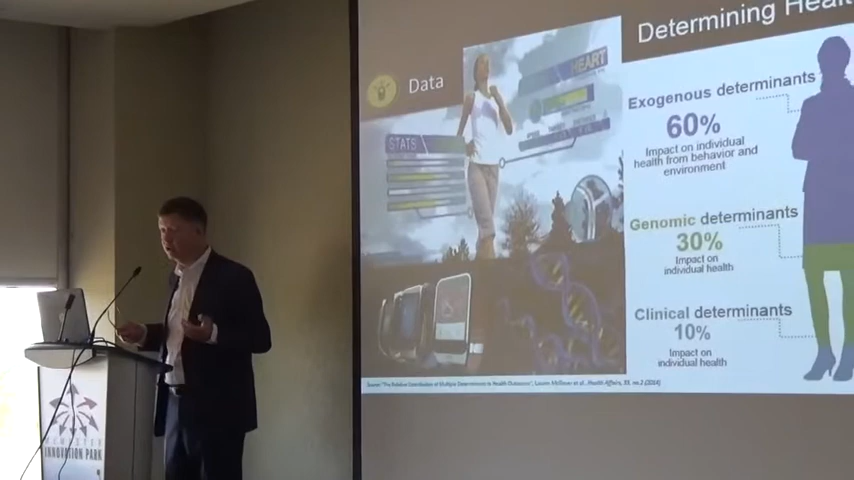 Data
Determining Heal
HEART
STATS
Exogenous determinants
60%
Impact on individual
health from behavior and
environment
Genomic determinants
30%
Impact on
individual health
Clinical determinants
10%
Impact on
individual health
INNOVATION PARK